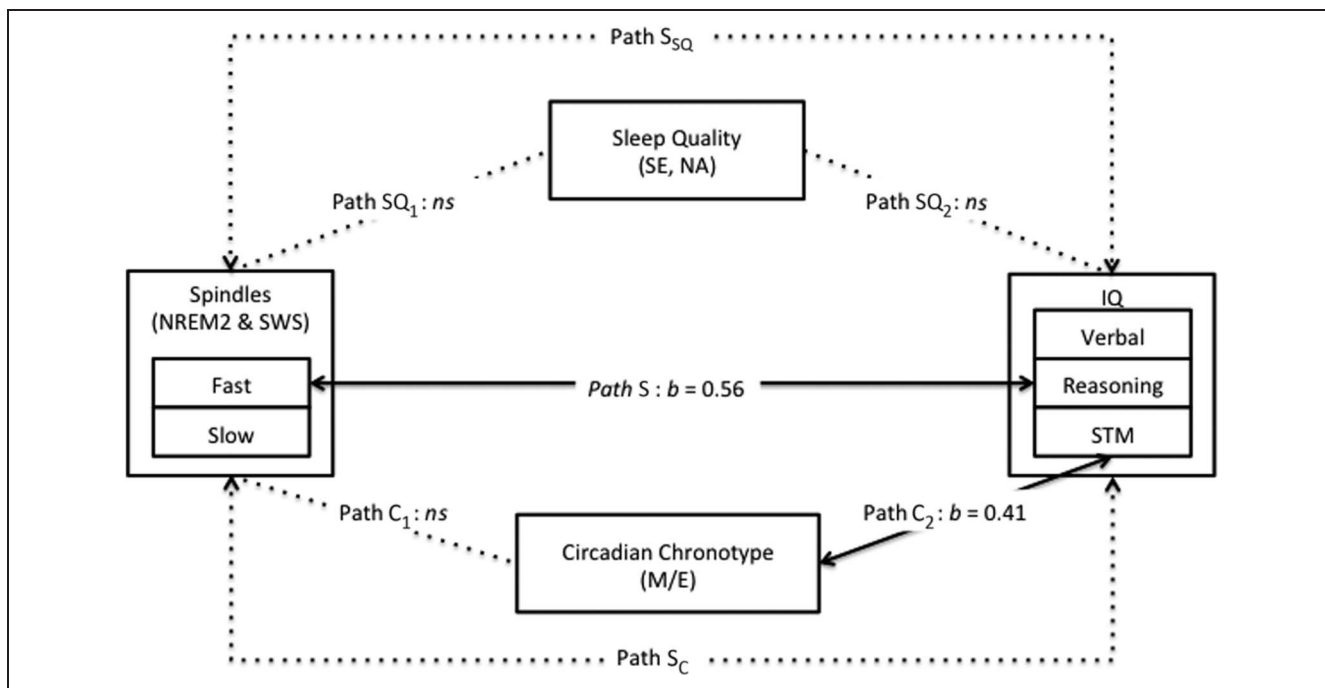 Path S_SQ
Sleep Quality
(SE, NA)
Path SQ_1 : ns
Path SQ_2 : ns
Spindles
(NREM2 & SWS)
Fast
Slow
IQ
Verbal
Reasoning
STM
Path S : b = 0.56
Path C_1 : ns
Path C_2 : b = 0.41
Circadian Chronotype
(M/E)
Path S_C